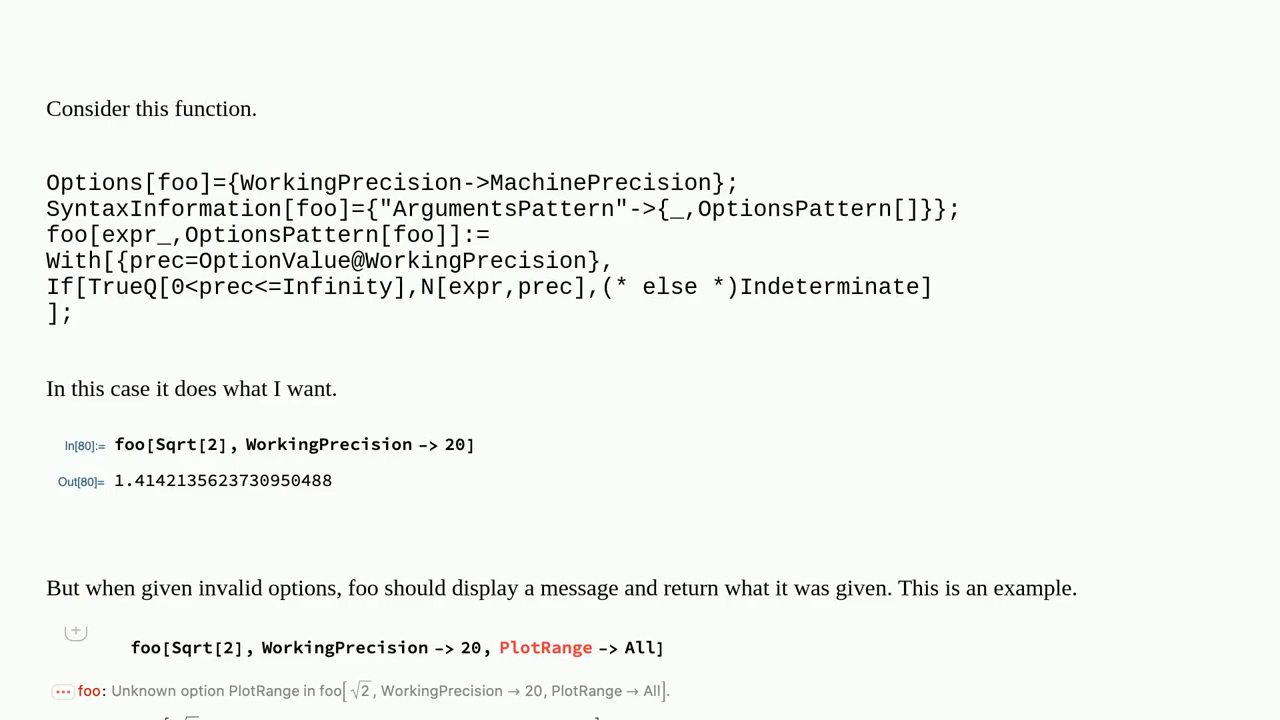 Consider this function.
Options[foo]={WorkingPrecision->MachinePrecision};
SyntaxInformation[foo]={"ArgumentsPattern"->{_,OptionsPattern[]}};
foo[expr_,OptionsPattern[foo]]:=
With[{prec=OptionValue@WorkingPrecision},
If[TrueQ[0<prec<=Infinity],N[expr,prec],(* else *)Indeterminate]
];
In this case it does what I want.
In[80]:= foo[Sqrt[2], WorkingPrecision -> 20]
Out[80]= 1.4142135623730950488
But when given invalid options, foo should display a message and return what it was given. This is an example.
foo[Sqrt[2], WorkingPrecision -> 20, PlotRange -> All]
foo: Unknown option PlotRange in foo[√2, WorkingPrecision → 20, PlotRange → All].